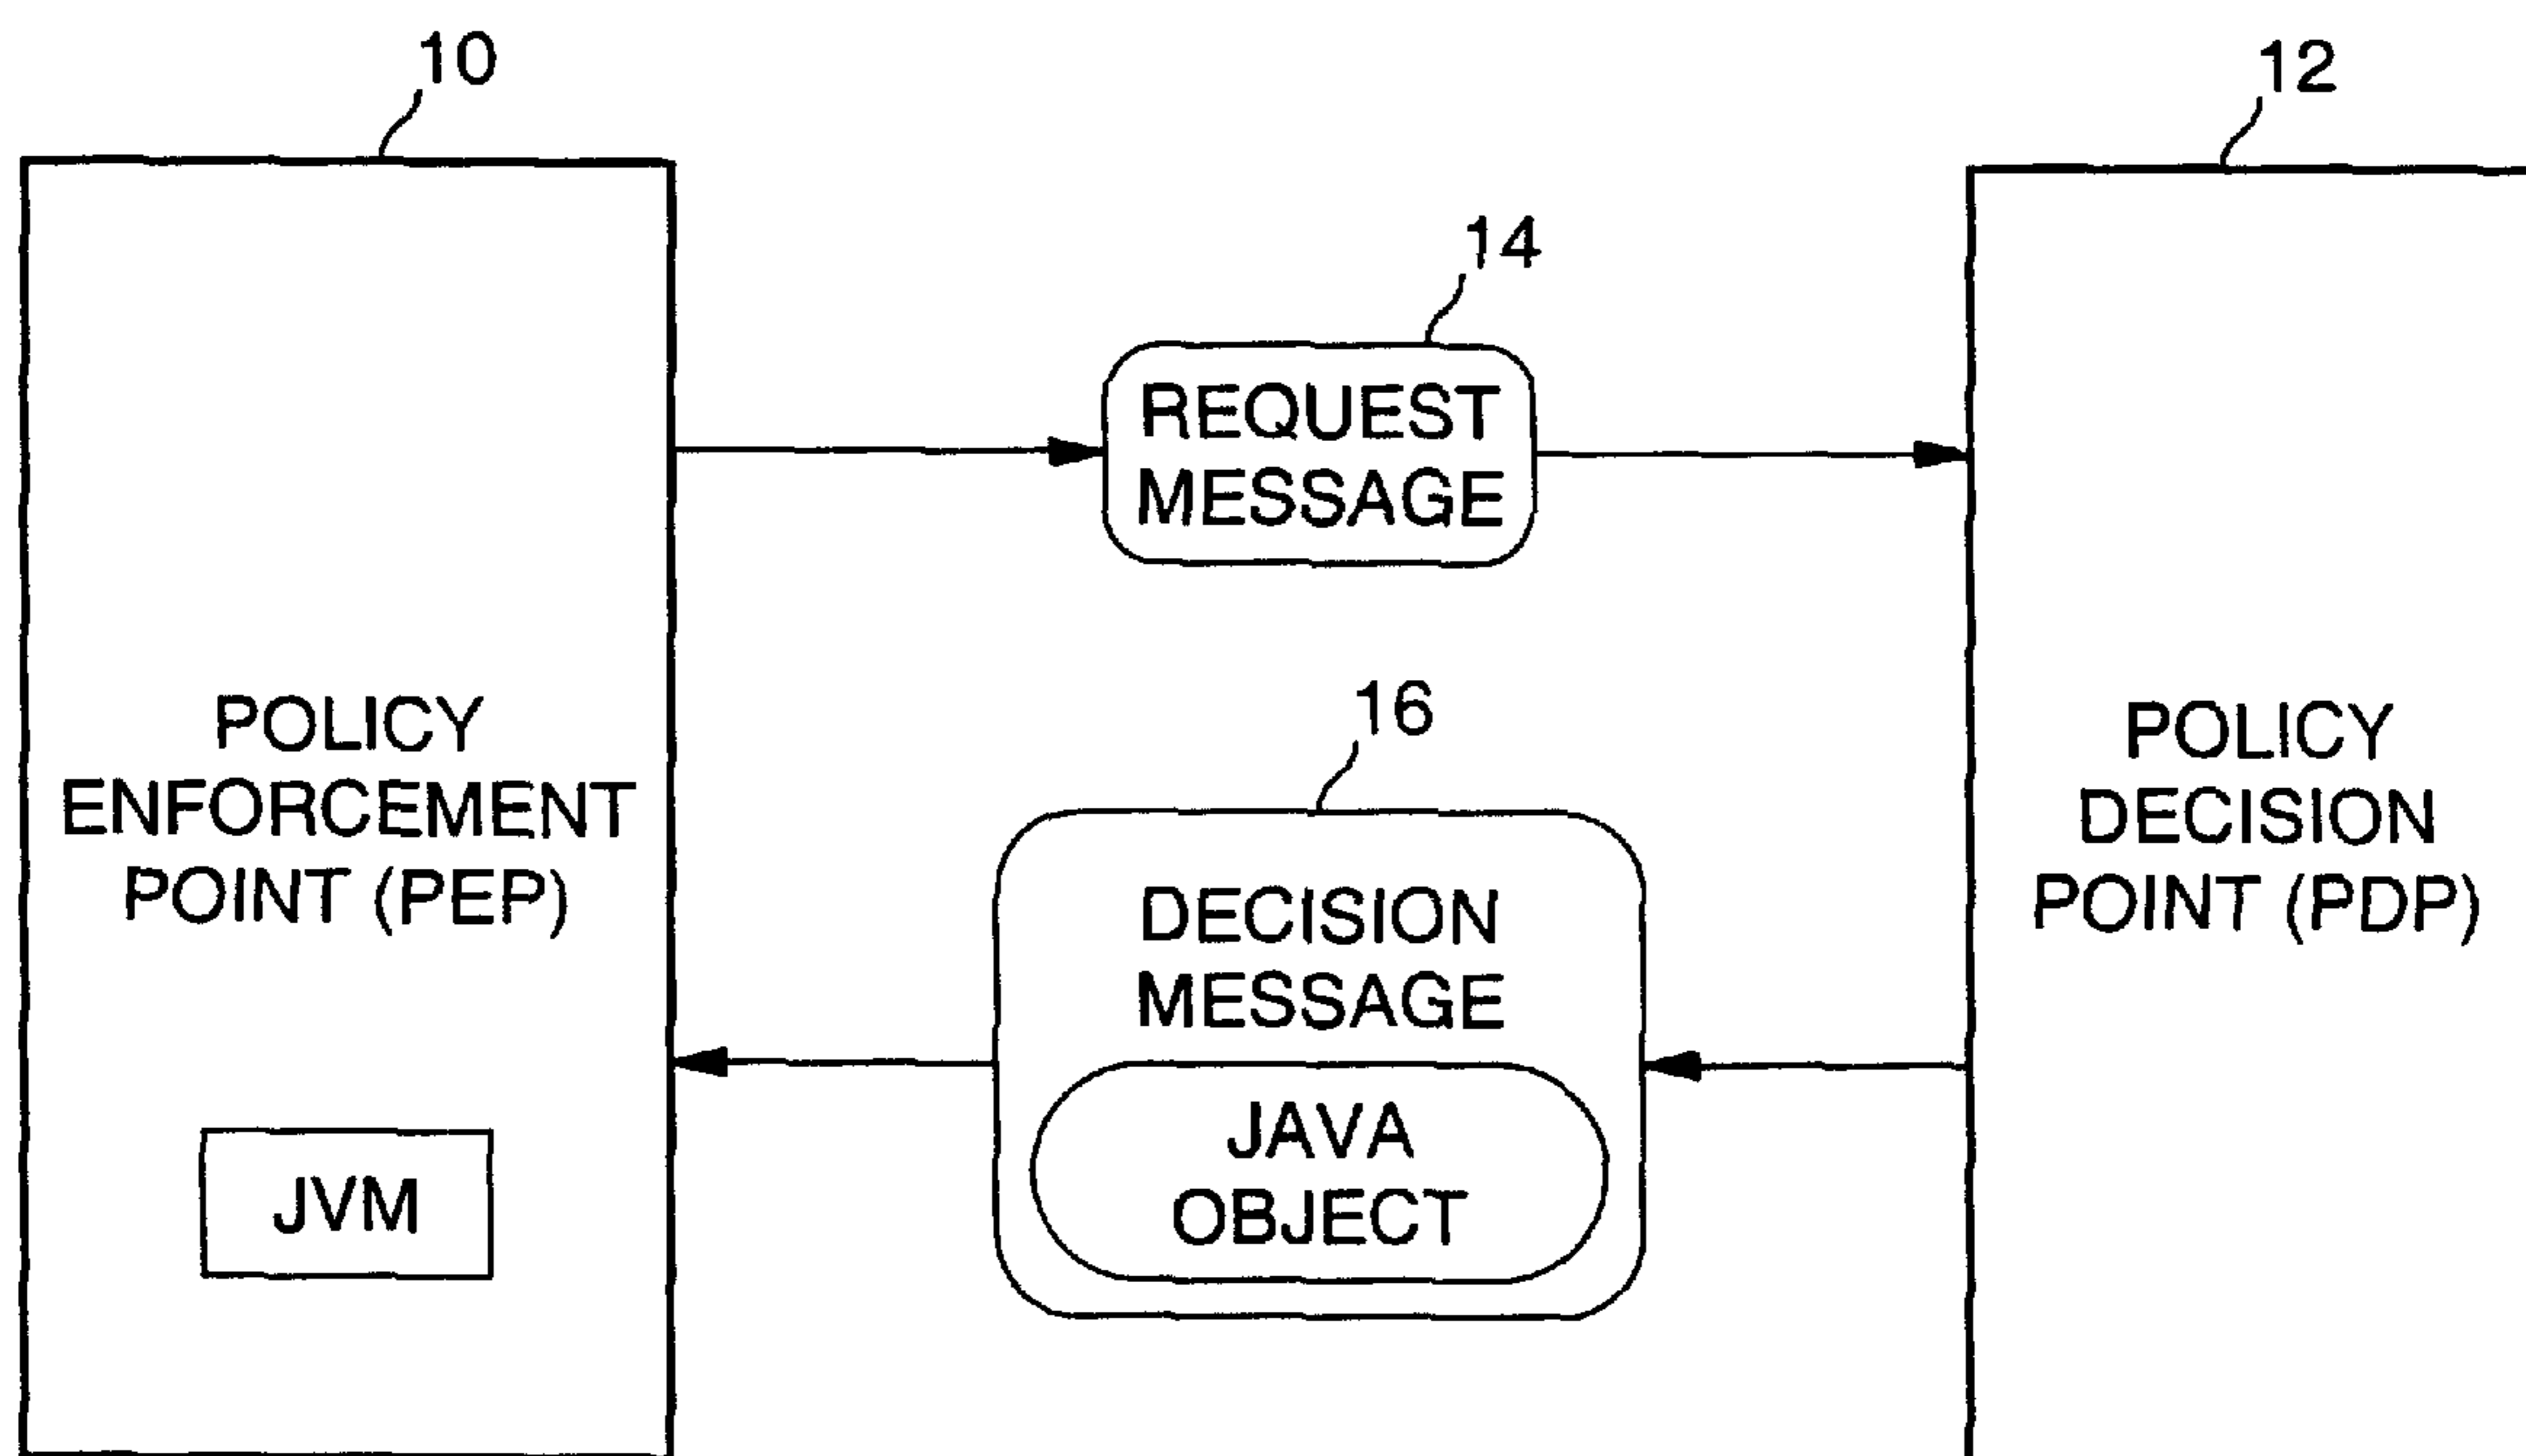 10
12
14
REQUEST
MESSAGE
16
POLICY
ENFORCEMENT
POINT (PEP)
POLICY
DECISION
POINT (PDP)
DECISION
MESSAGE
JAVA
OBJECT
JVM